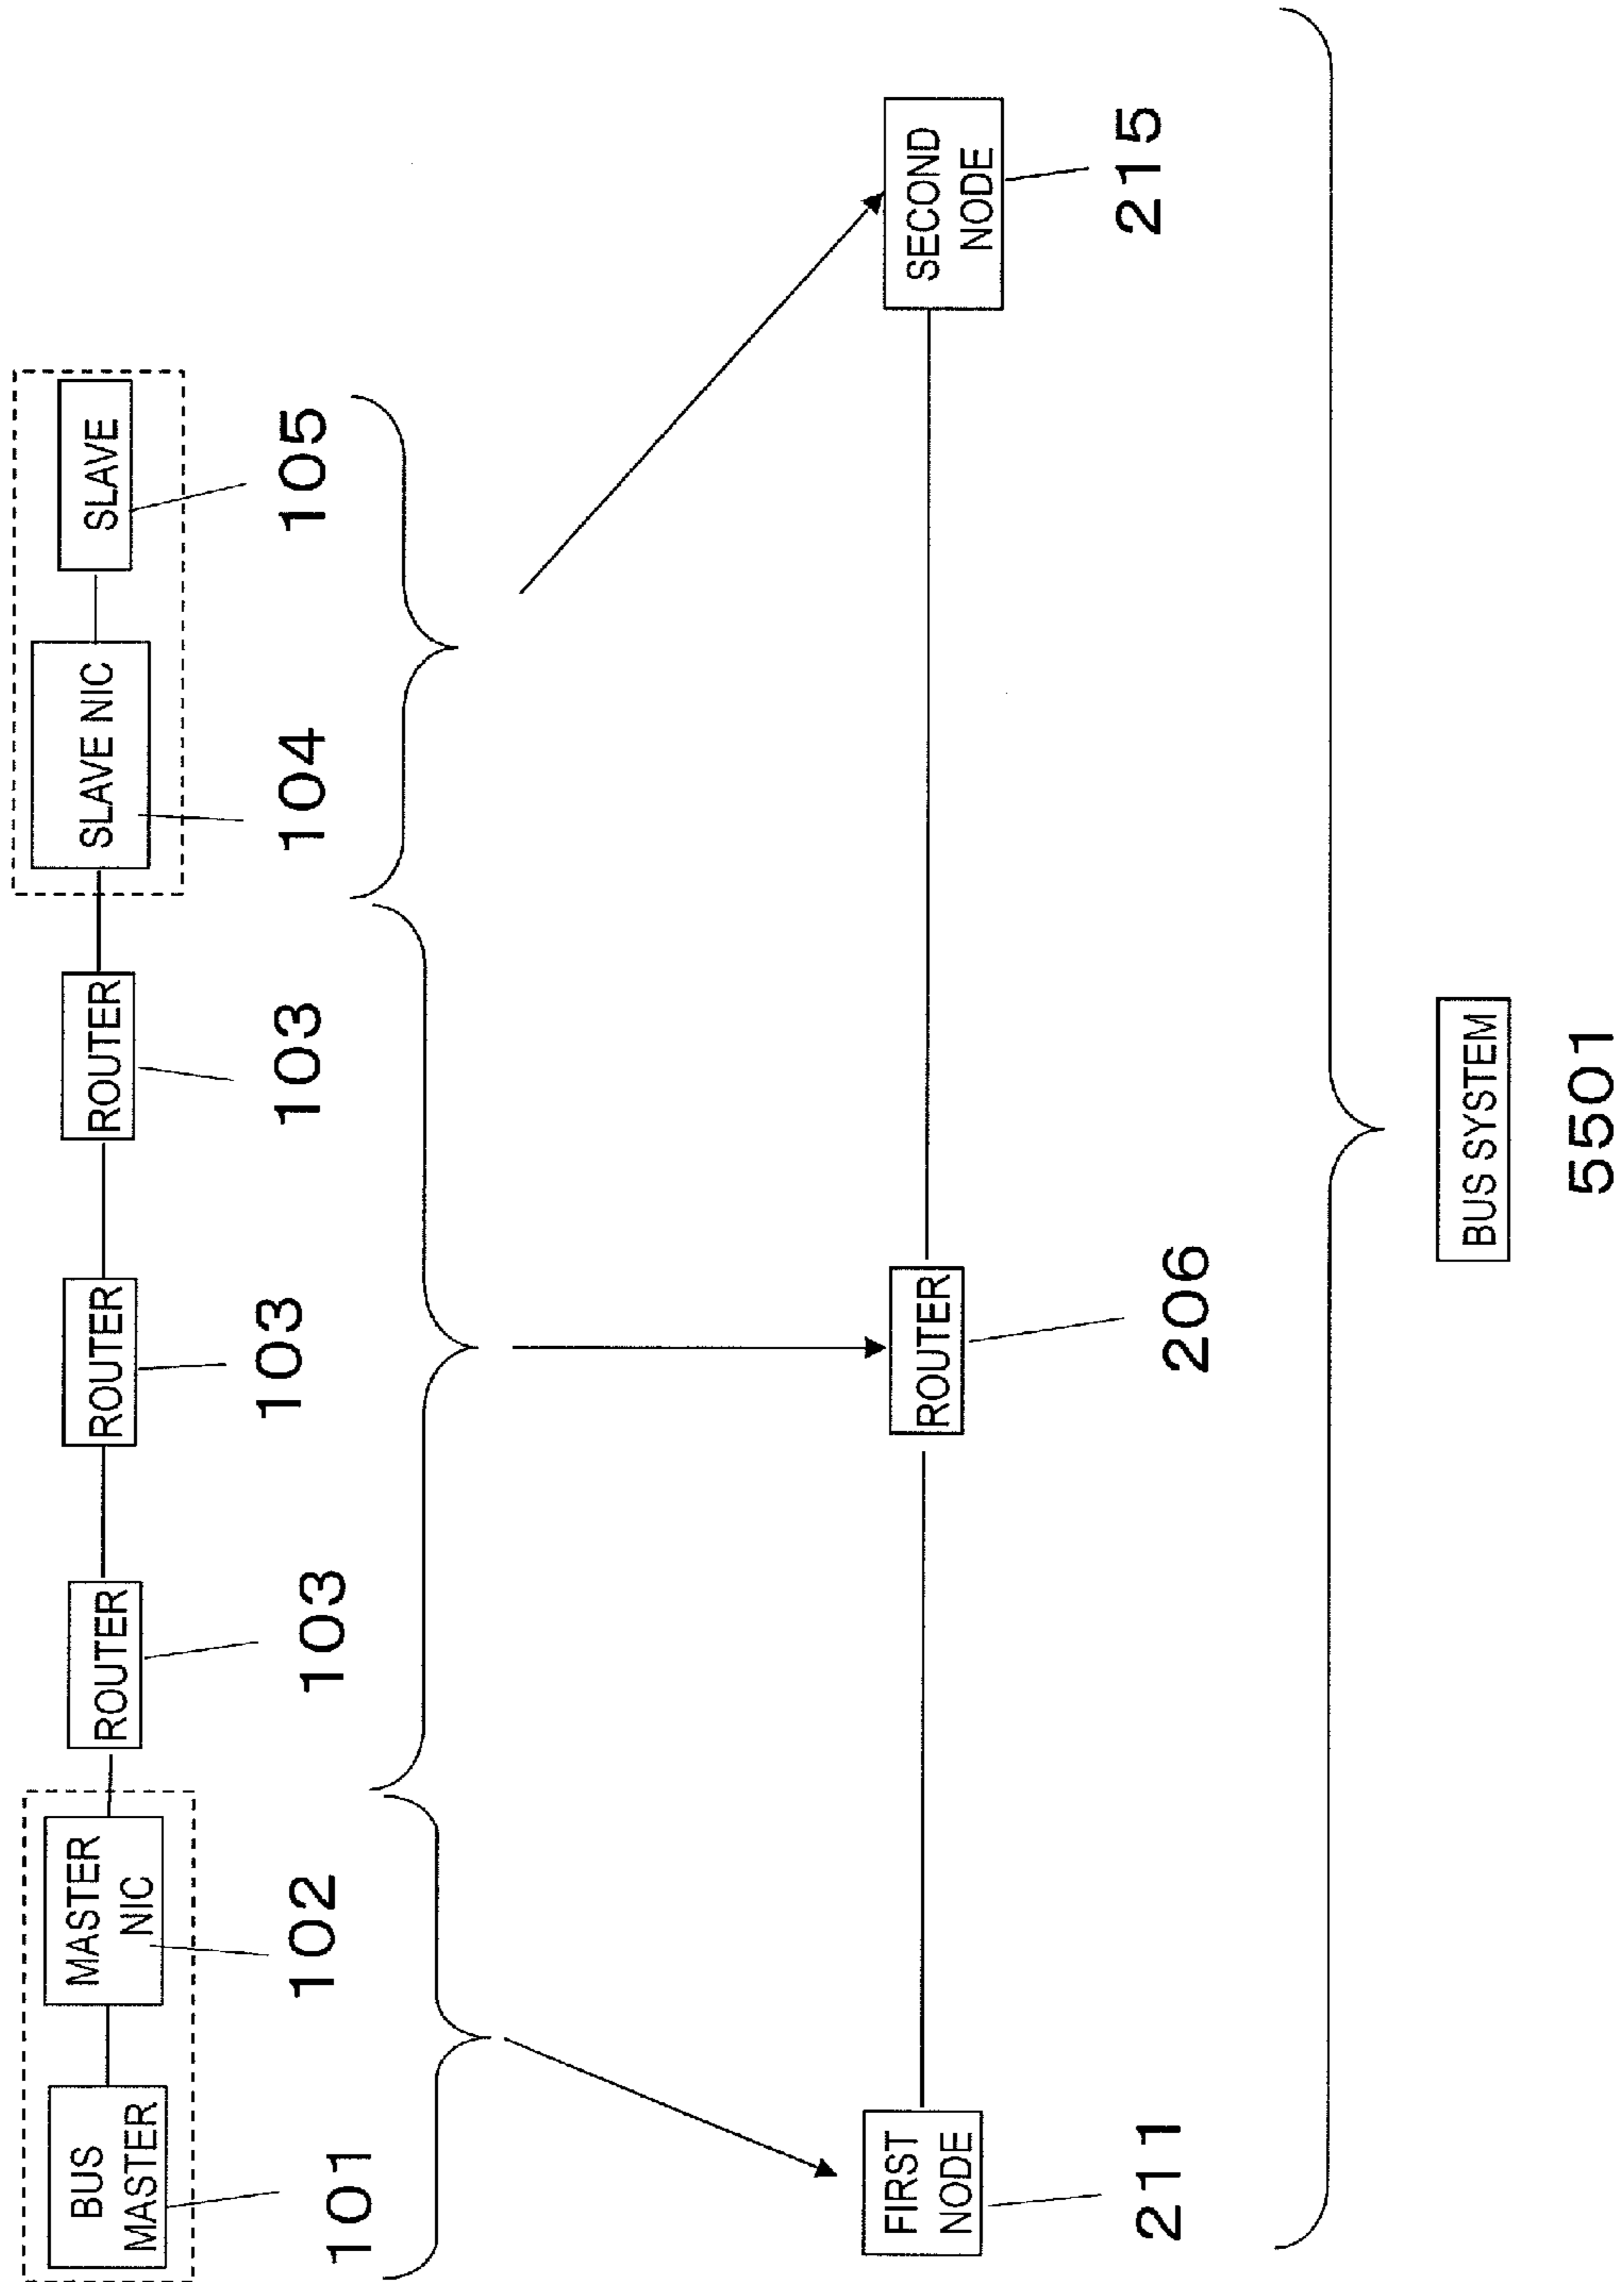 BUS
MASTER
MASTER
NIC
ROUTER
ROUTER
ROUTER
SLAVE NIC
SLAVE
101
102
103
103
103
104
105
FIRST
NODE
ROUTER
SECOND
NODE
211
206
215
BUS SYSTEM
5501